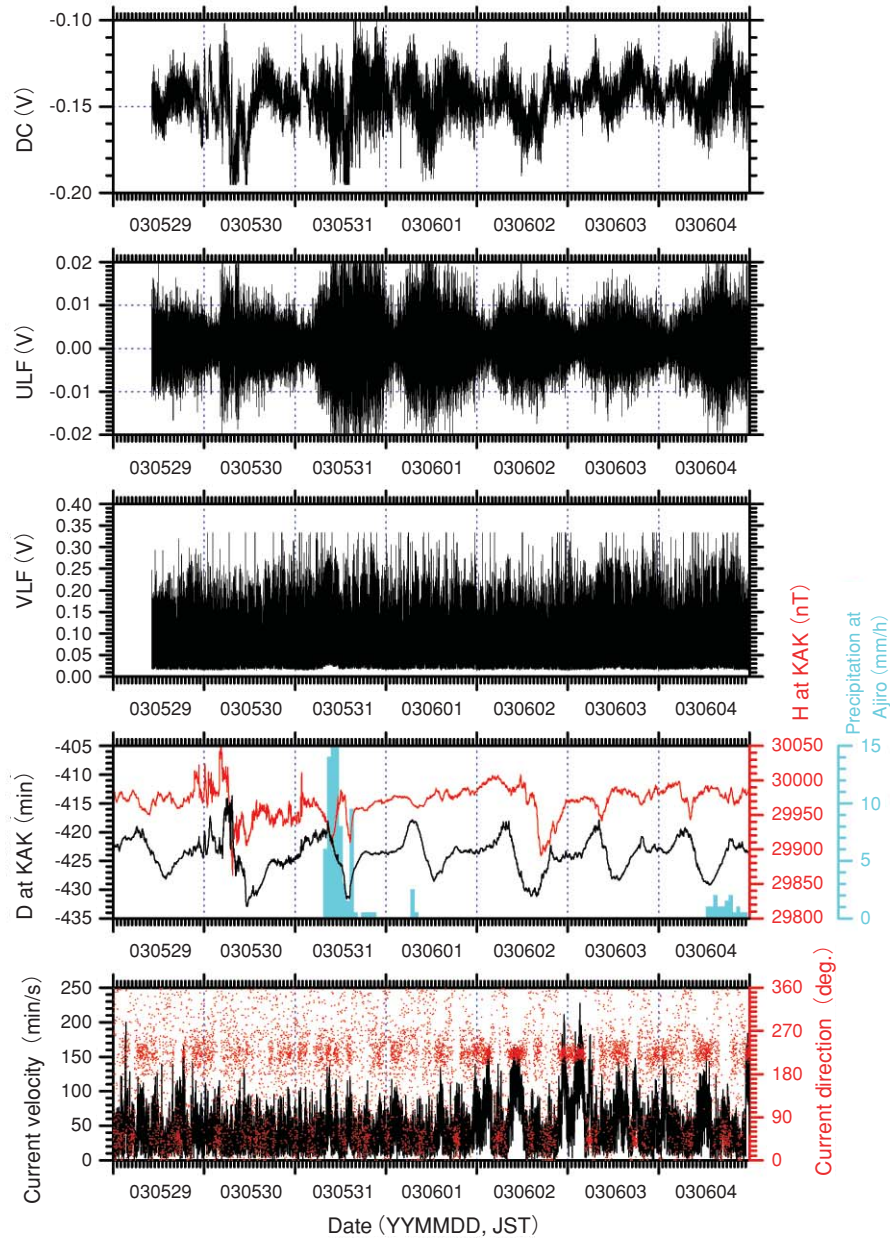 -0.10
-0.15
-0.20
DC (V)
030529 030530 030531 030601 030602 030603 030604
0.02
0.01
0.00
-0.01
-0.02
ULF (V)
030529 030530 030531 030601 030602 030603 030604
0.40
0.35
0.30
0.25
0.20
0.15
0.10
0.05
0.00
VLF (V)
030529 030530 030531 030601 030602 030603 030604
H at KAK (nT)
Precipitation at
Ajiro (mm/h)
-405 30050 15
-410 30000
-415 29950 10
-420 29900
-425 5
-430 29850
-435 29800 0
D at KAK (min)
030529 030530 030531 030601 030602 030603 030604
250 360
200 270
150 180
100 90
50
0 0
Current velocity (min/s)
Current direction (deg.)
030529 030530 030531 030601 030602 030603 030604
Date (YYMMDD, JST)